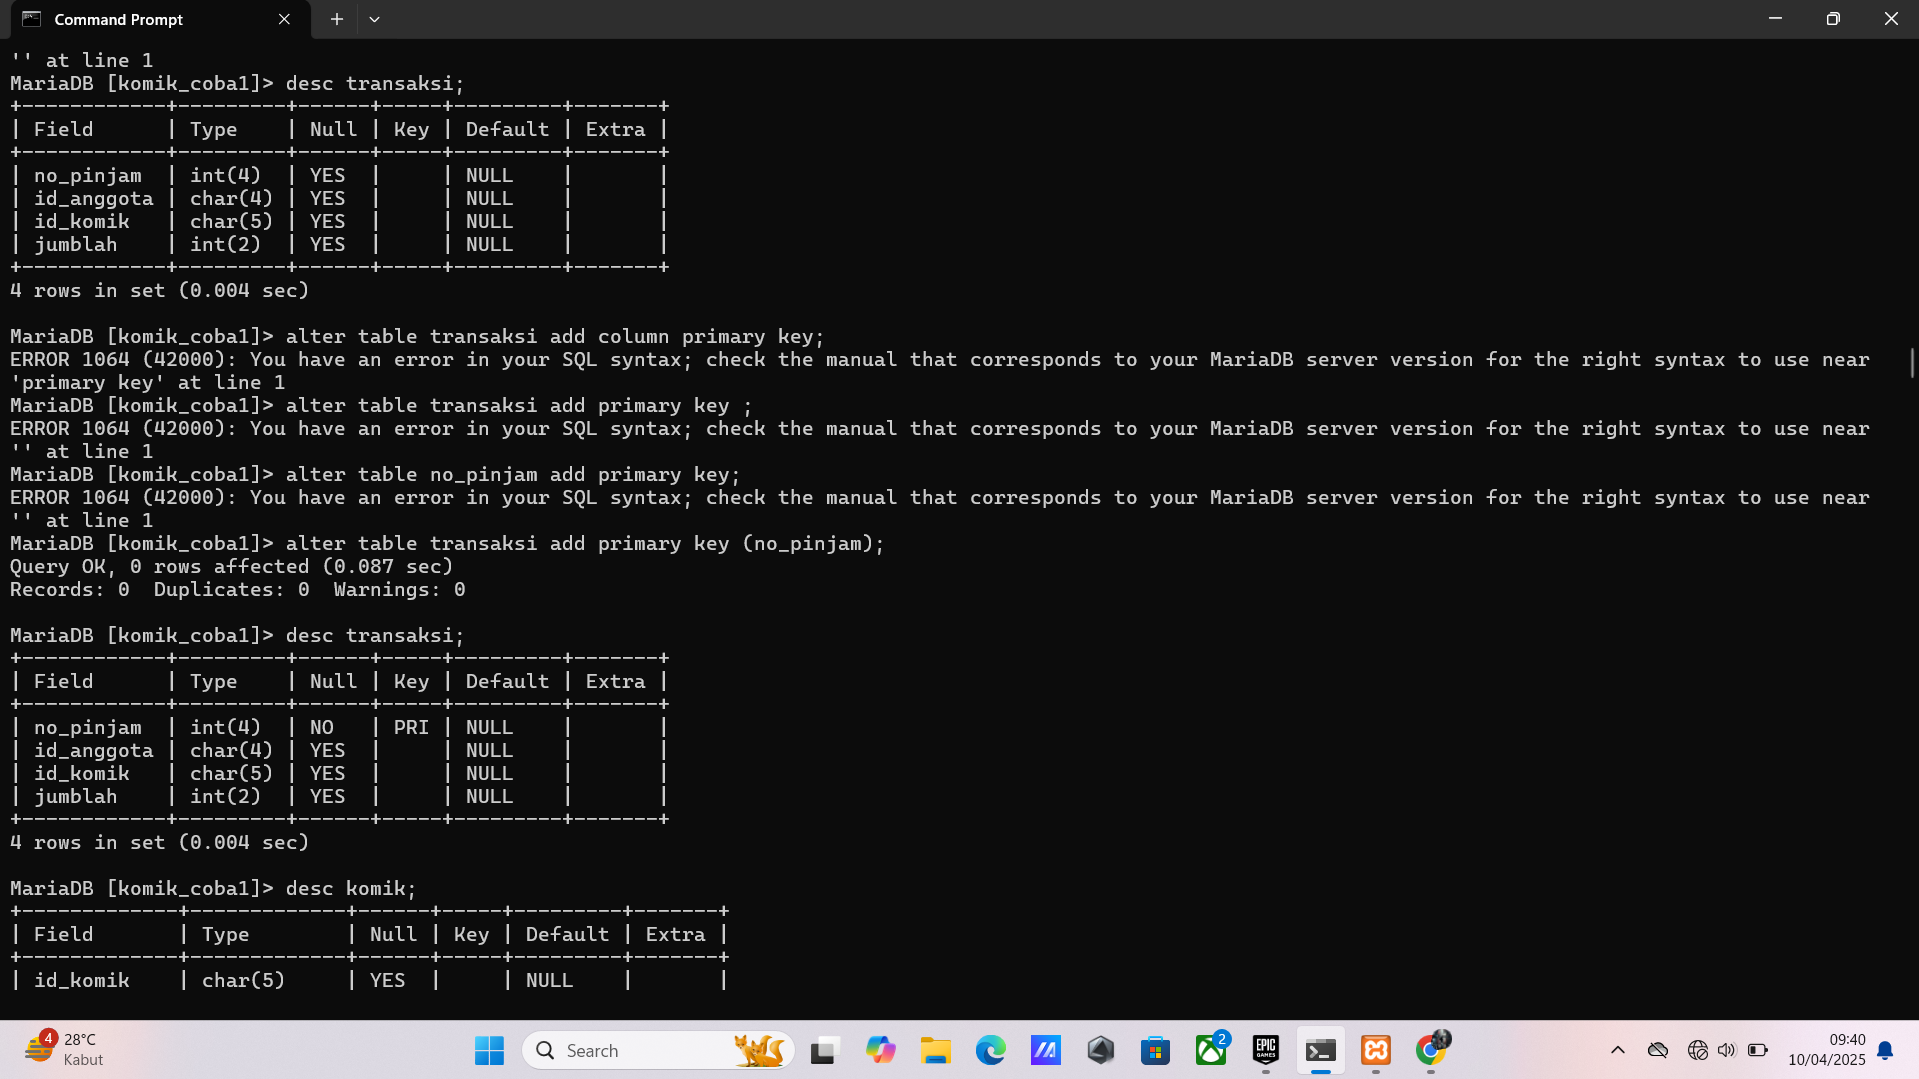 Command Prompt
'' at line 1
MariaDB [komik_coba1]> desc transaksi;
+------------+---------+------+-----+---------+-------+
| Field      | Type    | Null | Key | Default | Extra |
+------------+---------+------+-----+---------+-------+
| no_pinjam  | int(4)  | YES  |     | NULL    |       |
| id_anggota | char(4) | YES  |     | NULL    |       |
| id_komik   | char(5) | YES  |     | NULL    |       |
| jumblah    | int(2)  | YES  |     | NULL    |       |
+------------+---------+------+-----+---------+-------+
4 rows in set (0.004 sec)
MariaDB [komik_coba1]> alter table transaksi add column primary key;
ERROR 1064 (42000): You have an error in your SQL syntax; check the manual that corresponds to your MariaDB server version for the right syntax to use near
'primary key' at line 1
MariaDB [komik_coba1]> alter table transaksi add primary key ;
ERROR 1064 (42000): You have an error in your SQL syntax; check the manual that corresponds to your MariaDB server version for the right syntax to use near
'' at line 1
MariaDB [komik_coba1]> alter table no_pinjam add primary key;
ERROR 1064 (42000): You have an error in your SQL syntax; check the manual that corresponds to your MariaDB server version for the right syntax to use near
'' at line 1
MariaDB [komik_coba1]> alter table transaksi add primary key (no_pinjam);
Query OK, 0 rows affected (0.087 sec)
Records: 0  Duplicates: 0  Warnings: 0
MariaDB [komik_coba1]> desc transaksi;
+------------+---------+------+-----+---------+-------+
| Field      | Type    | Null | Key | Default | Extra |
+------------+---------+------+-----+---------+-------+
| no_pinjam  | int(4)  | NO   | PRI | NULL    |       |
| id_anggota | char(4) | YES  |     | NULL    |       |
| id_komik   | char(5) | YES  |     | NULL    |       |
| jumblah    | int(2)  | YES  |     | NULL    |       |
+------------+---------+------+-----+---------+-------+
4 rows in set (0.004 sec)
MariaDB [komik_coba1]> desc komik;
+-------------+-------------+------+-----+---------+-------+
| Field       | Type        | Null | Key | Default | Extra |
+-------------+-------------+------+-----+---------+-------+
| id_komik    | char(5)     | YES  |     | NULL    |       |
4
28°C
Kabut
Search
2
EPIC
GAMES
09:40
10/04/2025